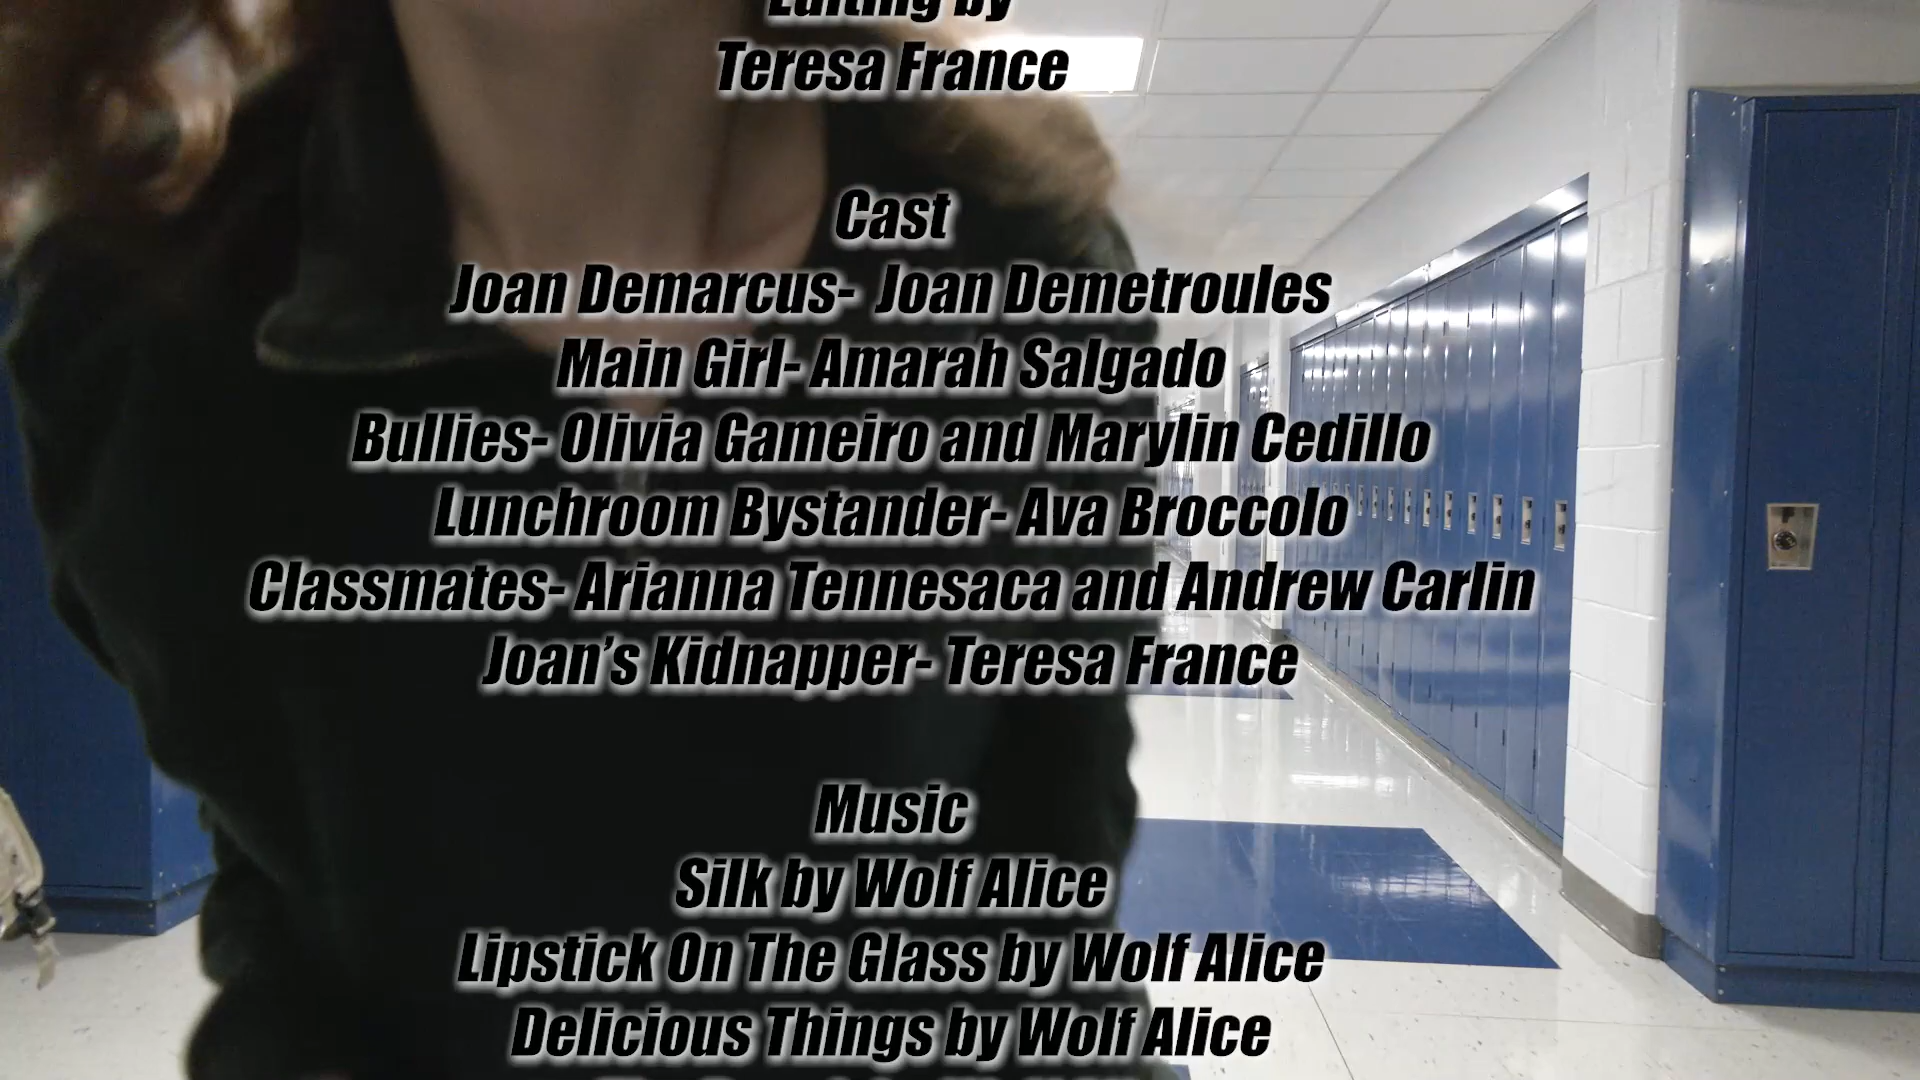 Editing by
Teresa France
Cast
Joan Demarcus-  Joan Demetroules
Main Girl- Amarah Salgado
Bullies- Olivia Gameiro and Marylin Cedillo
Lunchroom Bystander- Ava Broccolo
Classmates- Arianna Tennesaca and Andrew Carlin
Joan’s Kidnapper- Teresa France
Music
Silk by Wolf Alice
Lipstick On The Glass by Wolf Alice
Delicious Things by Wolf Alice